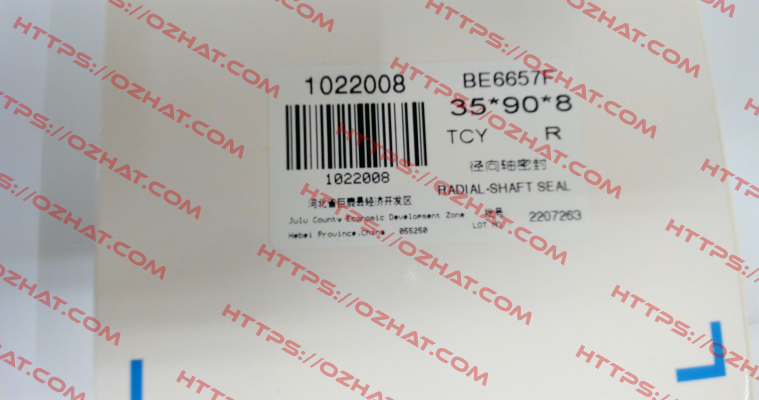 1022008
BE6657F
35*90*8
TCY R
1022008
径向轴密封
RADIAL-SHAFT SEAL
河北省巨鹿县经济开发区
Julu County Economic Development Zone
Hebei Province,China 055250
批号
LOT NO 2207263
HTTPS://OZHAT.COM